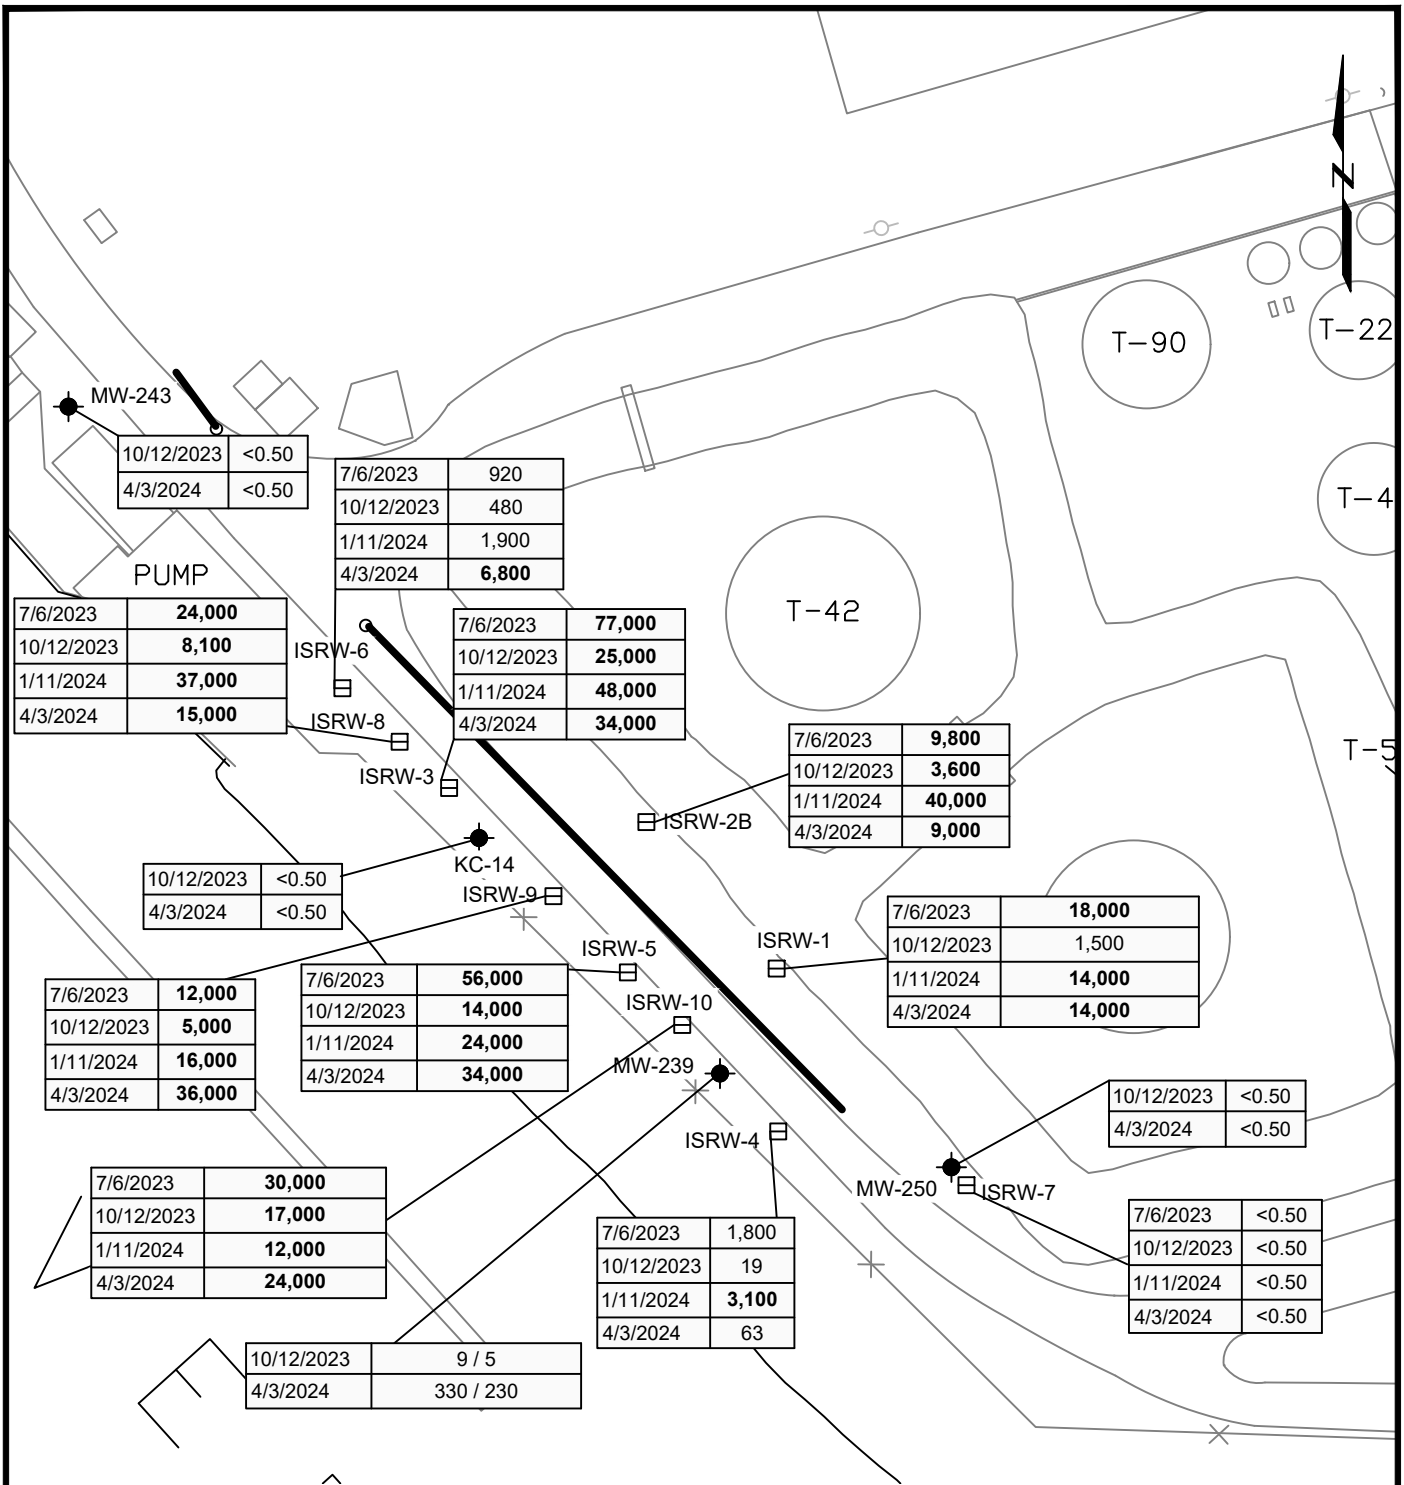 N
T-90
T-22
MW-243
10/12/2023 <0.50
4/3/2024 <0.50
7/6/2023 920
10/12/2023 480
1/11/2024 1,900
4/3/2024 6,800
T-4
PUMP
7/6/2023 24,000
10/12/2023 8,100
1/11/2024 37,000
4/3/2024 15,000
ISRW-6
7/6/2023 77,000
10/12/2023 25,000
1/11/2024 48,000
4/3/2024 34,000
T-42
ISRW-8
ISRW-3
7/6/2023 9,800
10/12/2023 3,600
1/11/2024 40,000
4/3/2024 9,000
T-5
ISRW-2B
KC-14
10/12/2023 <0.50
4/3/2024 <0.50
ISRW-9
ISRW-5
ISRW-1
7/6/2023 18,000
10/12/2023 1,500
1/11/2024 14,000
4/3/2024 14,000
7/6/2023 12,000
10/12/2023 5,000
1/11/2024 16,000
4/3/2024 36,000
7/6/2023 56,000
10/12/2023 14,000
1/11/2024 24,000
4/3/2024 34,000
ISRW-10
MW-239
ISRW-4
10/12/2023 <0.50
4/3/2024 <0.50
MW-250
ISRW-7
7/6/2023 30,000
10/12/2023 17,000
1/11/2024 12,000
4/3/2024 24,000
7/6/2023 1,800
10/12/2023 19
1/11/2024 3,100
4/3/2024 63
7/6/2023 <0.50
10/12/2023 <0.50
1/11/2024 <0.50
4/3/2024 <0.50
10/12/2023 9 / 5
4/3/2024 330 / 230